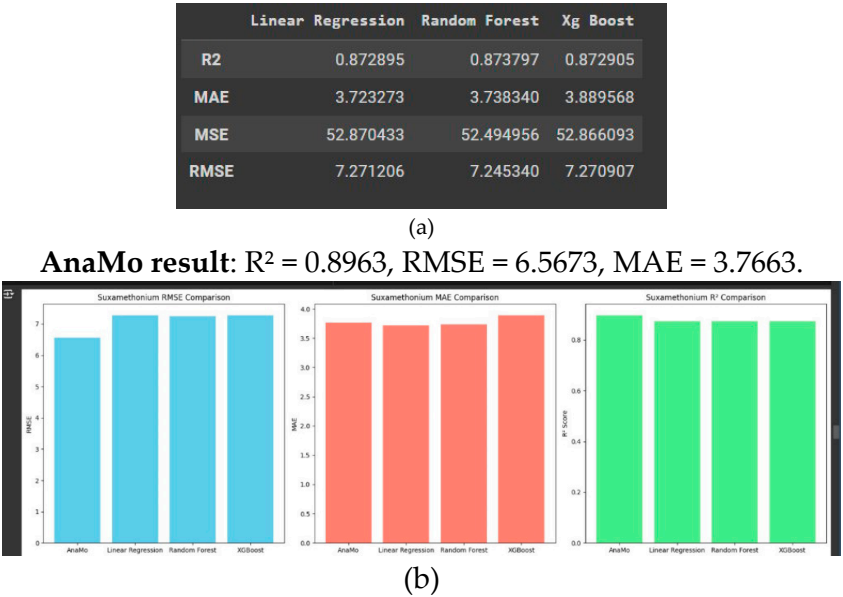 Linear Regression Random Forest Xg Boost
R2 0.872895 0.873797 0.872905
MAE 3.723273 3.738340 3.889568
MSE 52.870433 52.494956 52.866093
RMSE 7.271206 7.245340 7.270907
(a)
AnaMo result: R² = 0.8963, RMSE = 6.5673, MAE = 3.7663.
Suxamethonium RMSE Comparison
RMSE
7
6
5
4
3
2
1
0
AnaMo Linear Regression Random Forest XGBoost
Suxamethonium MAE Comparison
MAE
4.0
3.5
3.0
2.5
2.0
1.5
1.0
0.5
0.0
AnaMo Linear Regression Random Forest XGBoost
Suxamethonium R² Comparison
R² Score
0.8
0.6
0.4
0.2
0.0
AnaMo Linear Regression Random Forest XGBoost
(b)